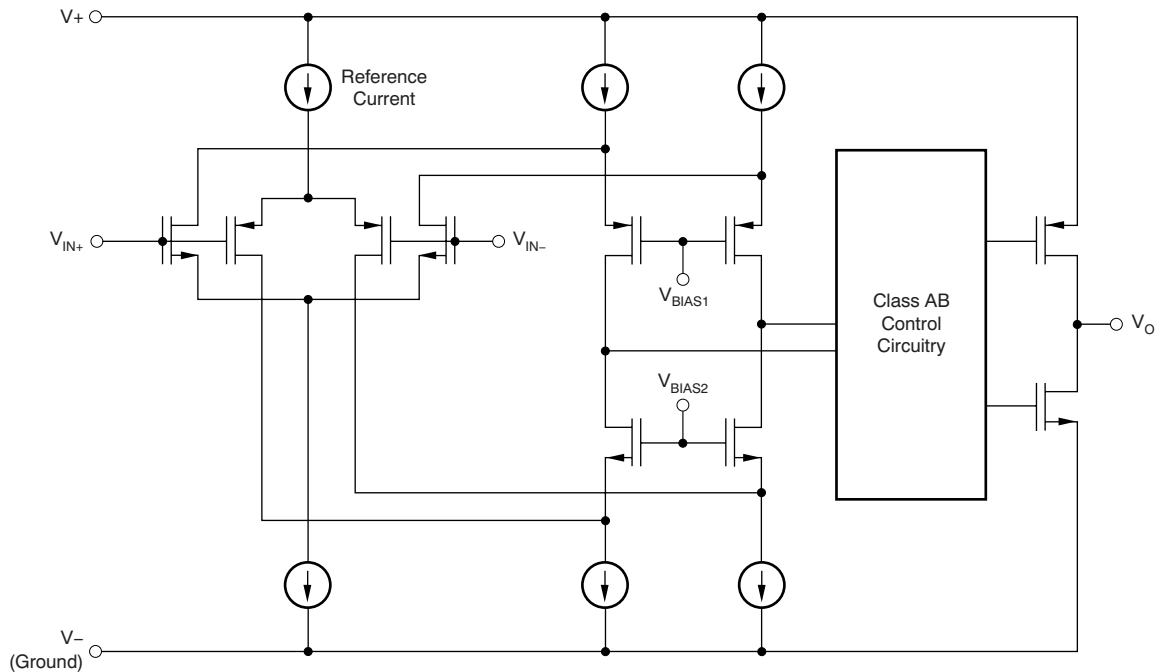 V+
Reference
Current
V_IN+
V_IN−
V_BIAS1
V_BIAS2
Class AB
Control
Circuitry
V_O
V−
(Ground)